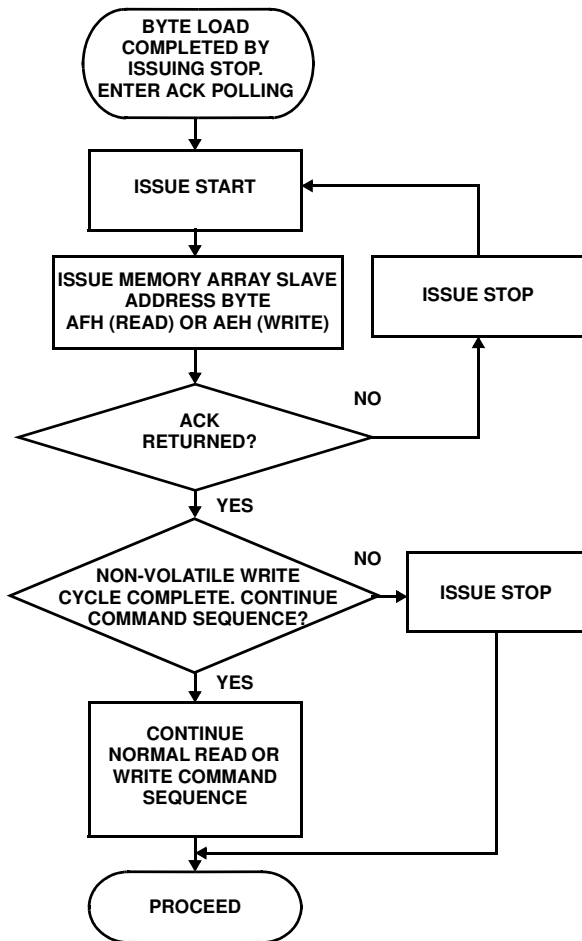 BYTE LOAD
COMPLETED BY
ISSUING STOP.
ENTER ACK POLLING
ISSUE START
ISSUE MEMORY ARRAY SLAVE
ADDRESS BYTE
AFH (READ) OR AEH (WRITE)
ISSUE STOP
ACK
RETURNED?
NO
YES
NON-VOLATILE WRITE
CYCLE COMPLETE. CONTINUE
COMMAND SEQUENCE?
NO
ISSUE STOP
YES
CONTINUE
NORMAL READ OR
WRITE COMMAND
SEQUENCE
PROCEED